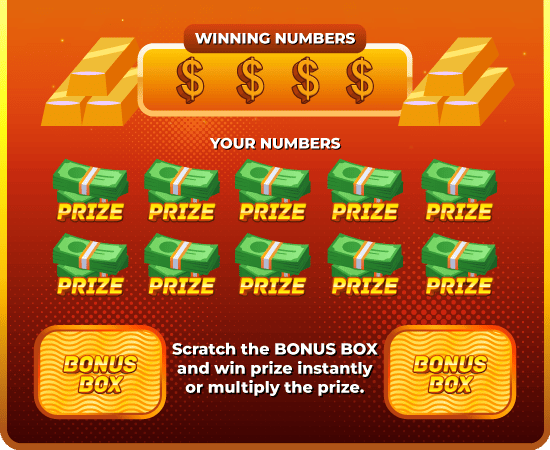 WINNING NUMBERS
$ $ $ $
YOUR NUMBERS
PRIZE PRIZE PRIZE PRIZE PRIZE
PRIZE PRIZE PRIZE PRIZE PRIZE
BONUS
BOX
Scratch the BONUS BOX
and win prize instantly
or multiply the prize.
BONUS
BOX